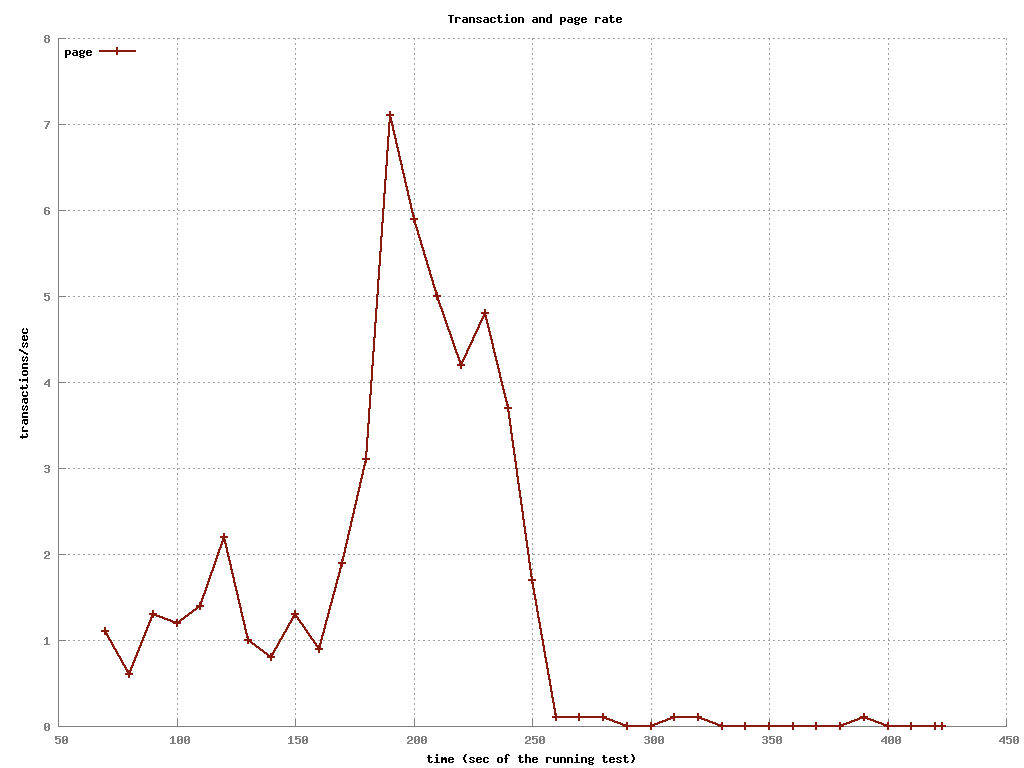 Transaction and page rate
page
8
7
6
5
4
3
2
1
0
transactions/sec
50 100 150 200 250 300 350 400 450
time (sec of the running test)